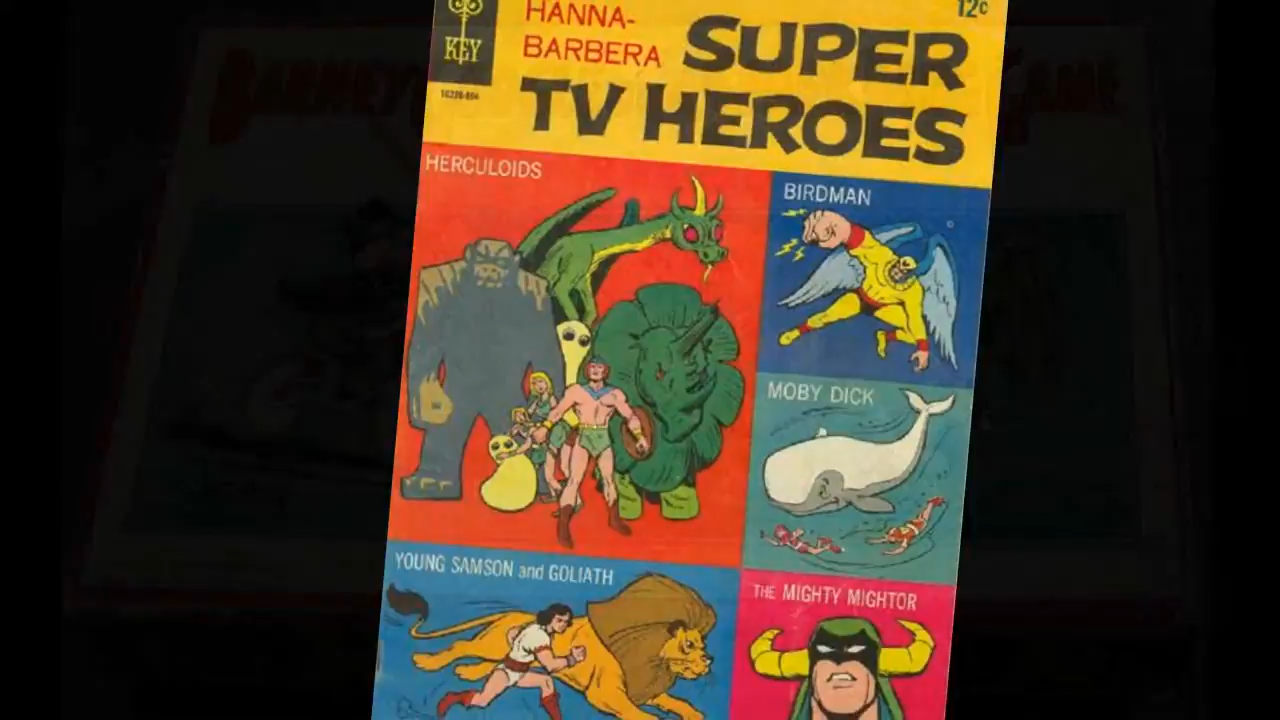 KEY
HANNA-
BARBERA
SUPER
TV HEROES
12¢
HERCULOIDS
BIRDMAN
MOBY DICK
YOUNG SAMSON and GOLIATH
THE MIGHTY MIGHTOR